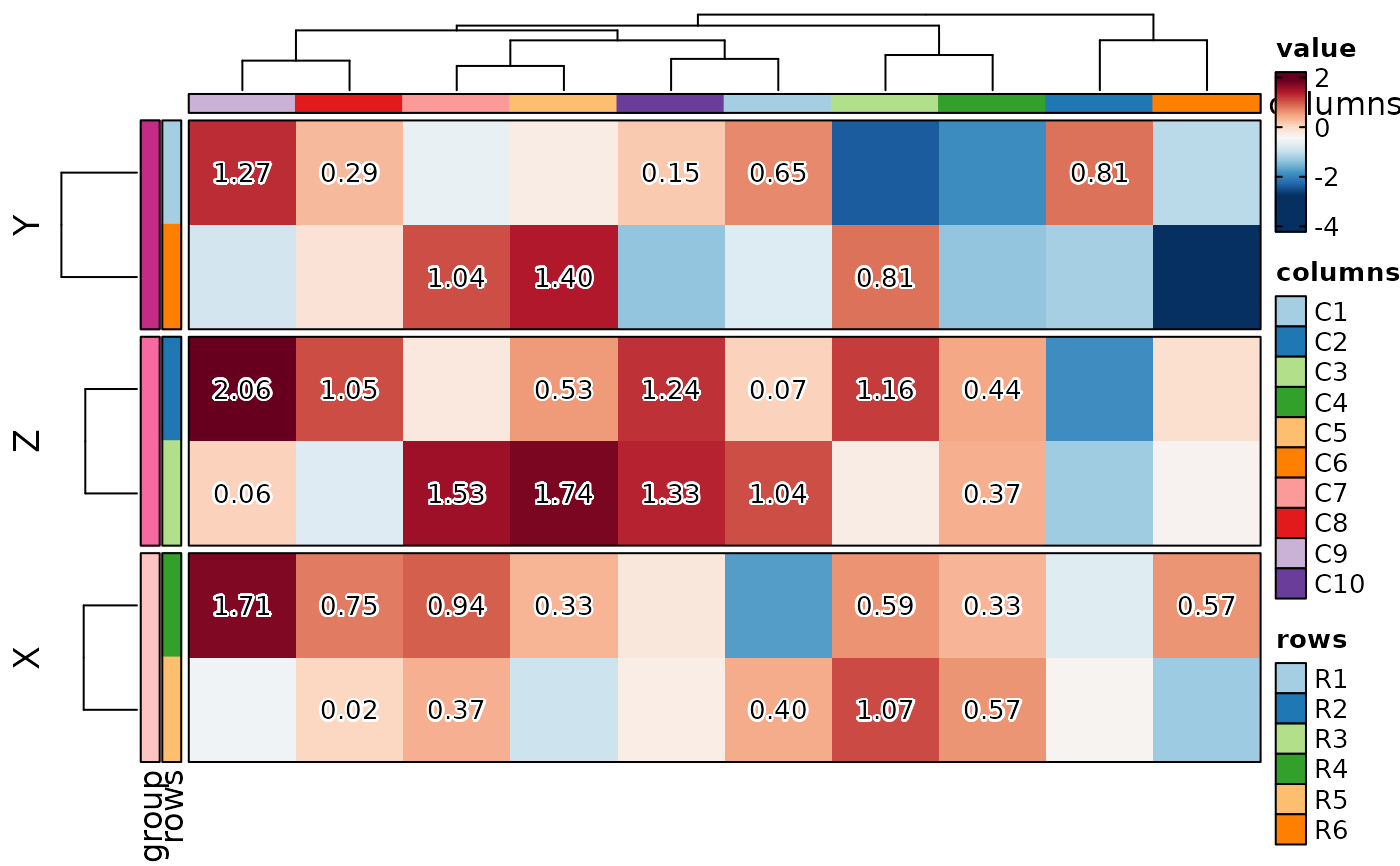 value
2
columns
0
-2
-4
1.27 0.29 0.15 0.65 0.81
Y
1.04 1.40 0.81
columns
C1
C2
C3
C4
C5
C6
C7
C8
C9
C10
2.06 1.05 0.53 1.24 0.07 1.16 0.44
Z
0.06 1.53 1.74 1.33 1.04 0.37
1.71 0.75 0.94 0.33 0.59 0.33 0.57
X
0.02 0.37 0.40 1.07 0.57
rows
R1
R2
R3
R4
R5
R6
group
rows